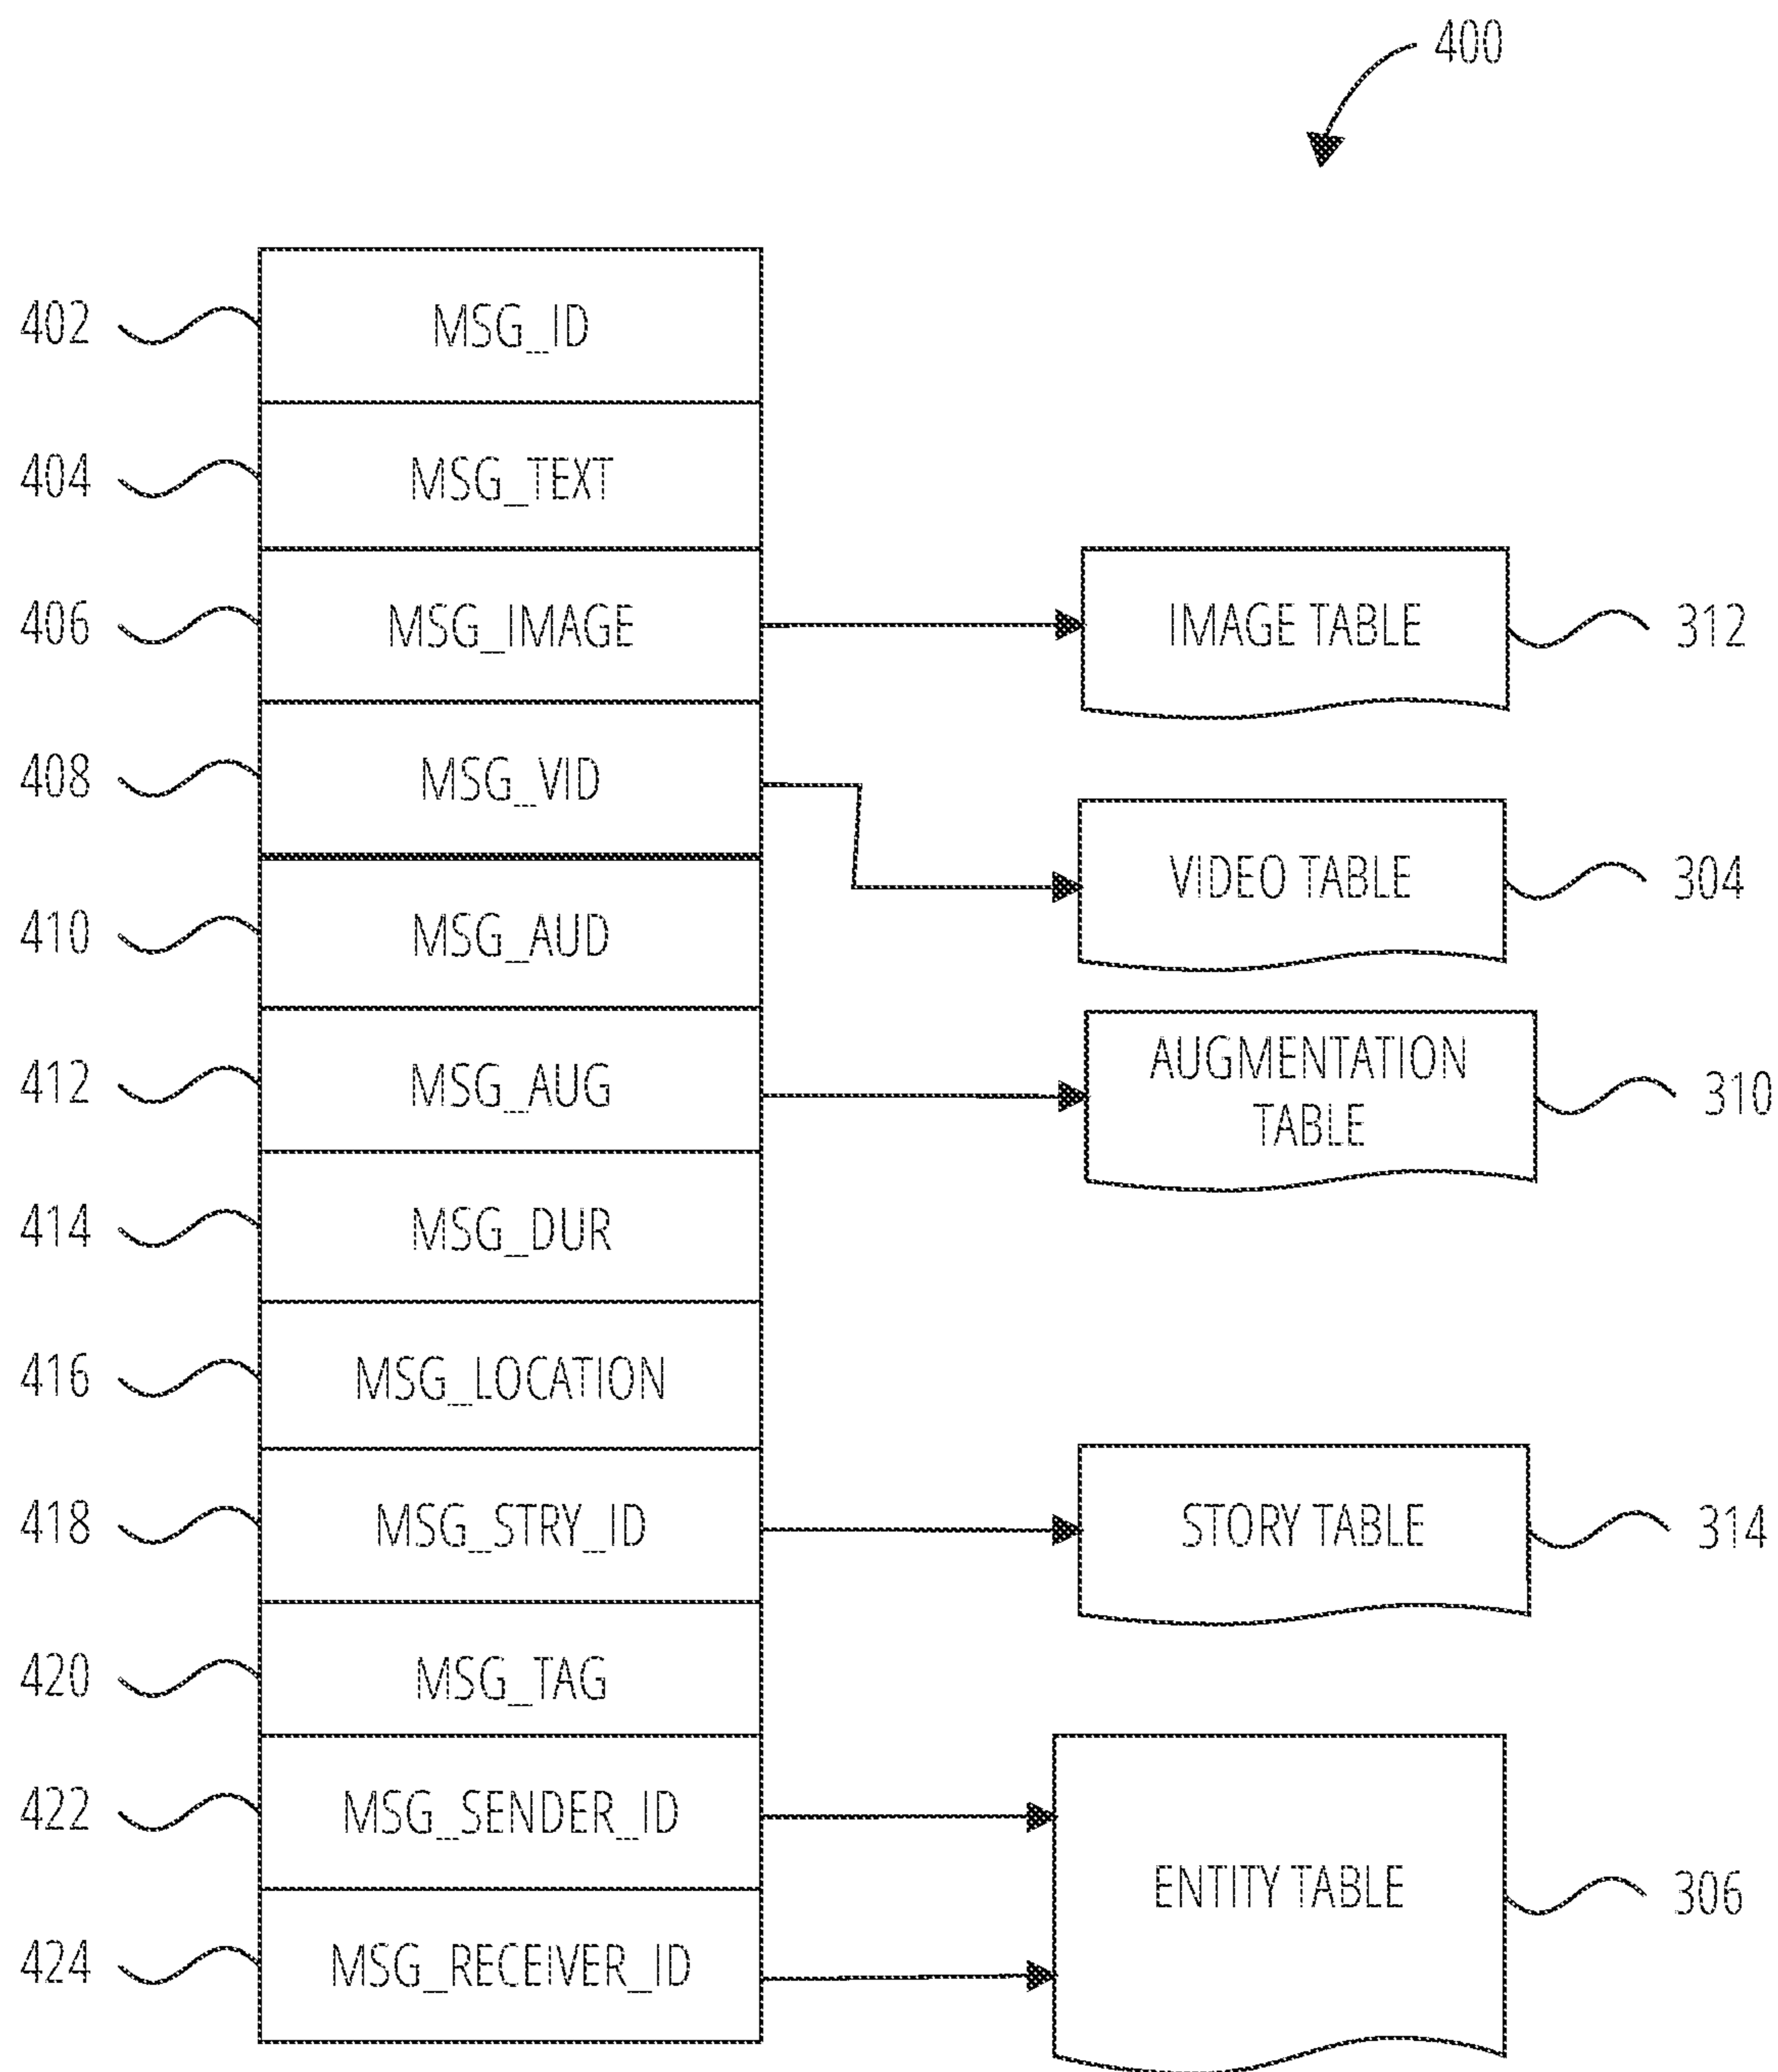 400
402 MSG_ID
404 MSG_TEXT
406 MSG_IMAGE IMAGE TABLE 312
408 MSG_VID
VIDEO TABLE 304
410 MSG_AUD
412 MSG_AUG AUGMENTATION TABLE 310
414 MSG_DUR
416 MSG_LOCATION
418 MSG_STRY_ID STORY TABLE 314
420 MSG_TAG
422 MSG_SENDER_ID
ENTITY TABLE 306
424 MSG_RECEIVER_ID